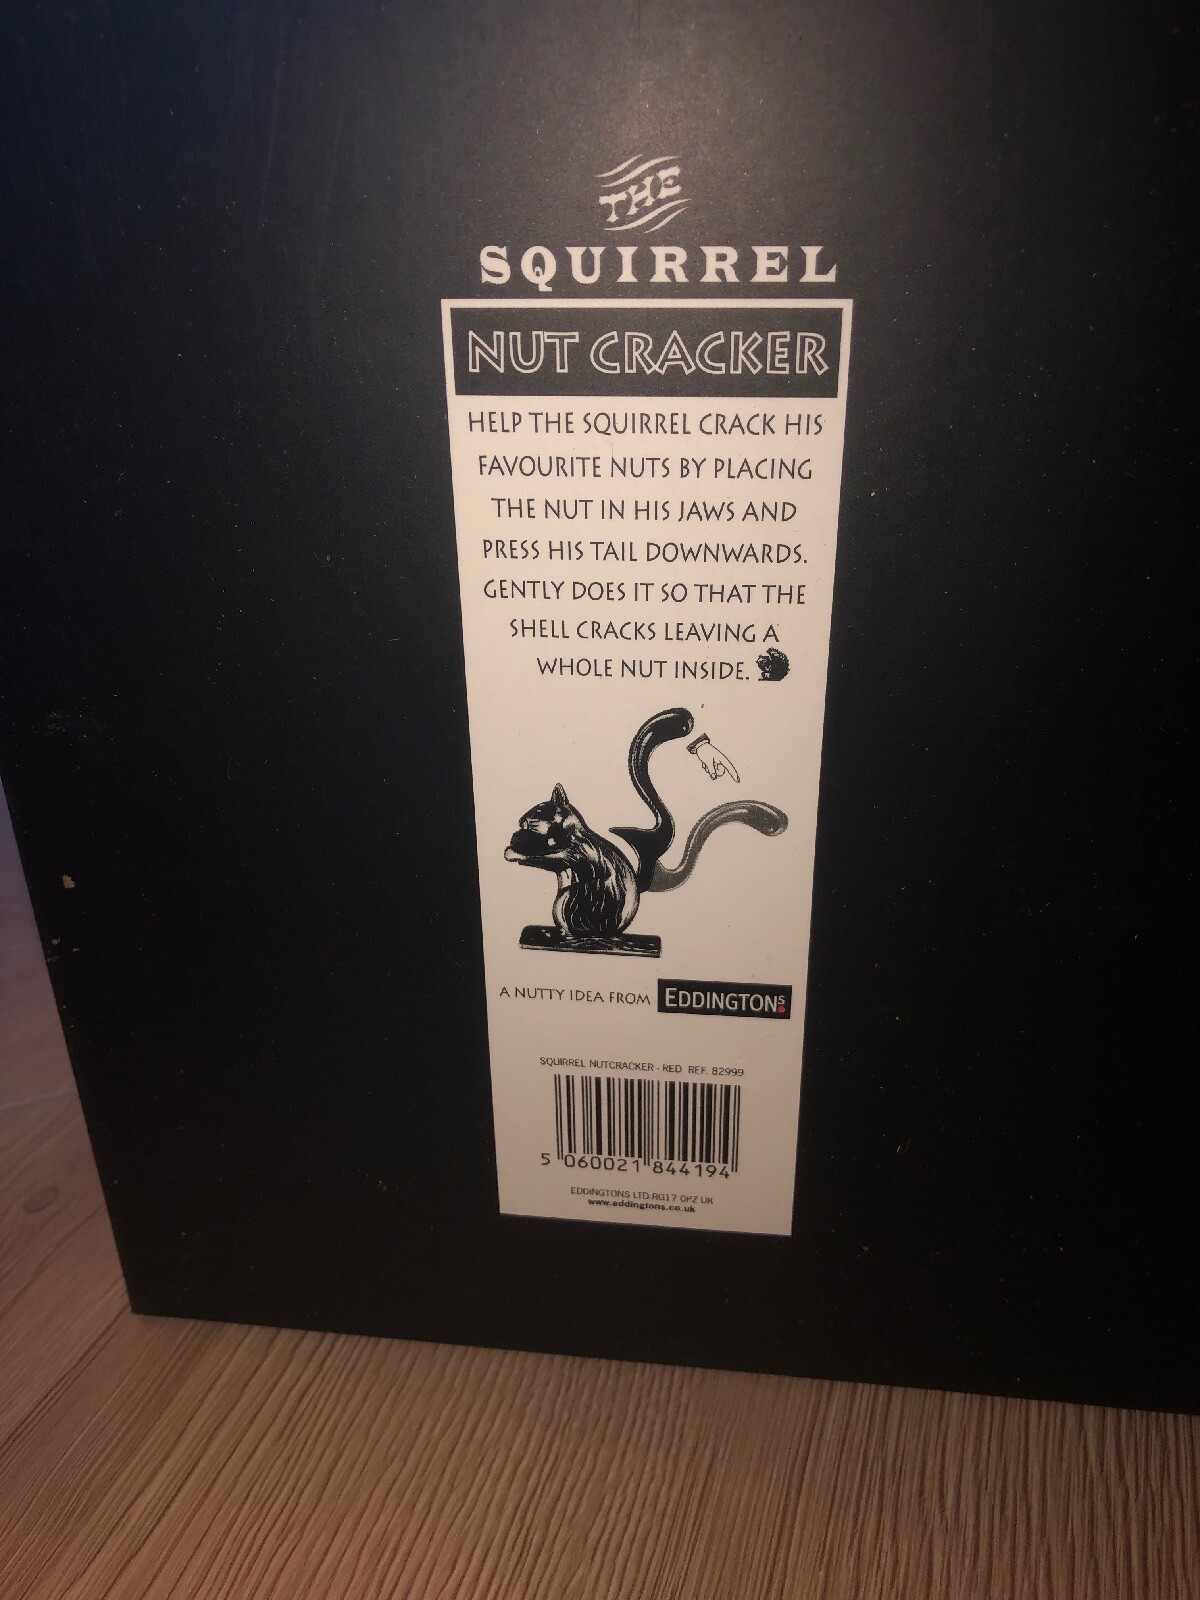 THE
SQUIRREL
NUT CRACKER
HELP THE SQUIRREL CRACK HIS
FAVOURITE NUTS BY PLACING
THE NUT IN HIS JAWS AND
PRESS HIS TAIL DOWNWARDS.
GENTLY DOES IT SO THAT THE
SHELL CRACKS LEAVING A
WHOLE NUT INSIDE.
A NUTTY IDEA FROM EDDINGTONS
SQUIRREL NUTCRACKER - RED REF. 82999
5 060021 844194
EDDINGTONS LTD.RG17 0PZ UK
www.eddingtons.co.uk